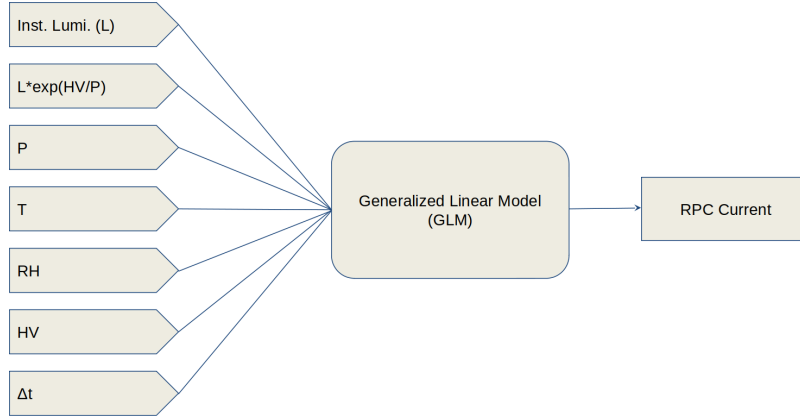 Inst. Lumi. (L)
L*exp(HV/P)
P
T
RH
HV
Δt
Generalized Linear Model
(GLM)
RPC Current